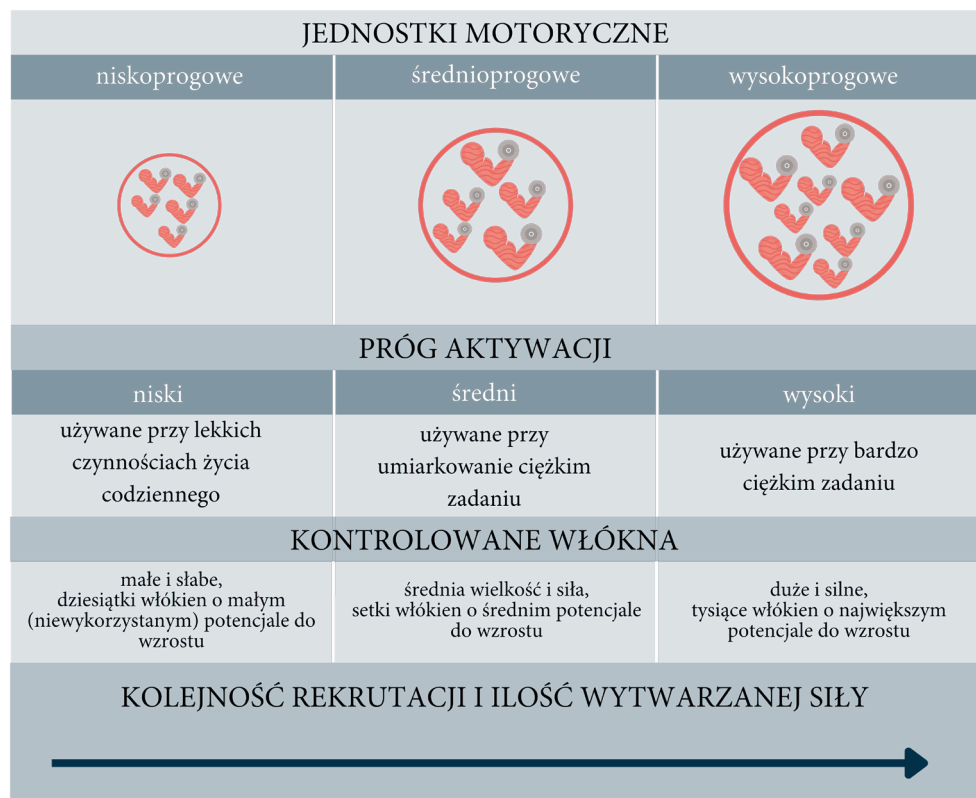 JEDNOSTKI MOTORYCZNE
niskoprogowe
średnioprogowe
wysokoprogowe
PRÓG AKTYWACJI
niski
średni
wysoki
używane przy lekkich
czynnościach życia
codziennego
używane przy
umiarkowanie ciężkim
zadaniu
używane przy bardzo
ciężkim zadaniu
KONTROLOWANE WŁÓKNA
małe i słabe,
dziesiątki włókien o małym
(niewykorzystanym) potencjale do
wzrostu
średnia wielkość i siła,
setki włókien o średnim potencjale
do wzrostu
duże i silne,
tysiące włókien o największym
potencjale do wzrostu
KOLEJNOŚĆ REKRUTACJI I ILOŚĆ WYTWARZANEJ SIŁY